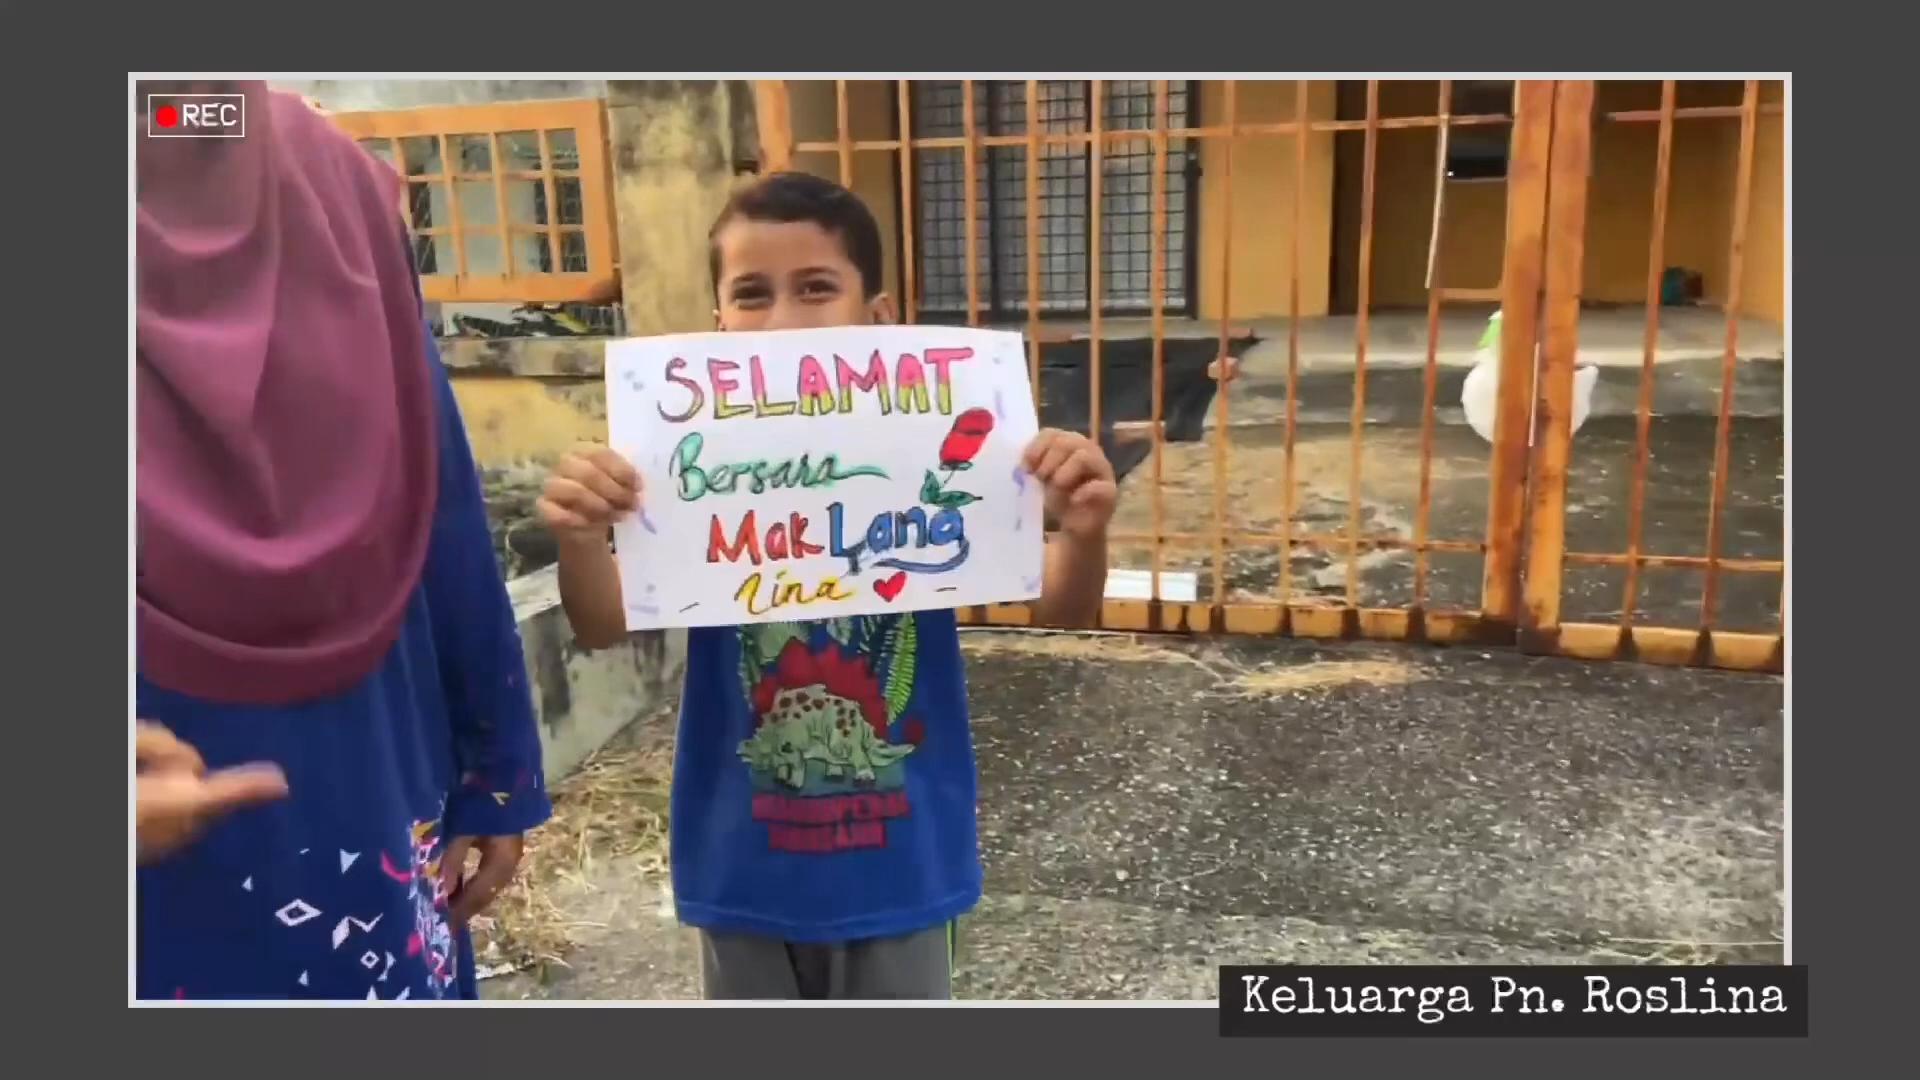 REC
SELAMAT
Bersara
Mak Lang
- Lina -
Keluarga Pn. Roslina